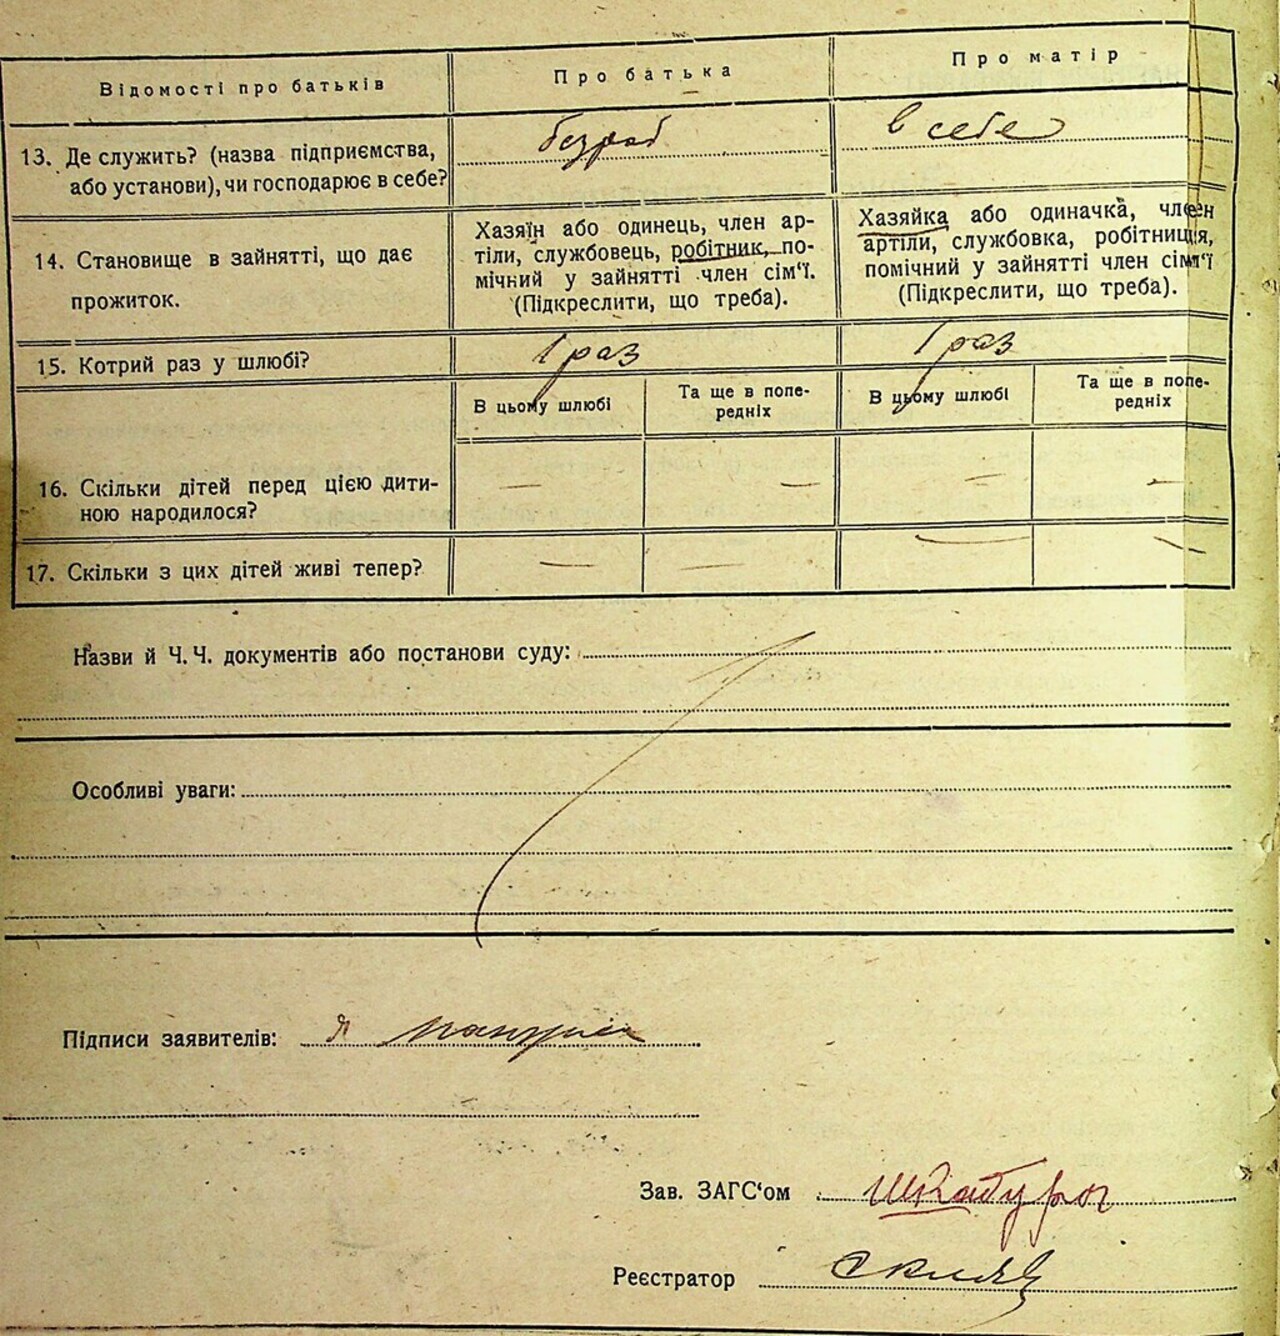 Відомості про батьків
Про батька
Про матір
13. Де служить? (назва підприємства,
або установи), чи господарює в себе?
безроб
в себе
14. Становище в зайнятті, що дає
прожиток.
Хазяїн або одинець, член ар-
тіли, службовець, робітник, по-
мічний у зайнятті член сім'ї.
(Підкреслити, що треба).
Хазяйка або одиначка, член
артіли, службовка, робітниця,
помічний у зайнятті член сім'ї
(Підкреслити, що треба).
15. Котрий раз у шлюбі?
1 раз
1 раз
В цьому шлюбі
Та ще в попе-
редніх
В цьому шлюбі
Та ще в попе-
редніх
16. Скільки дітей перед цією дити-
ною народилося?
— — — —
17. Скільки з цих дітей живі тепер?
— — — —
Назви й Ч. Ч. документів або постанови суду:
Особливі уваги:
Підписи заявителів:
Зав. ЗАГС'ом
Реєстратор